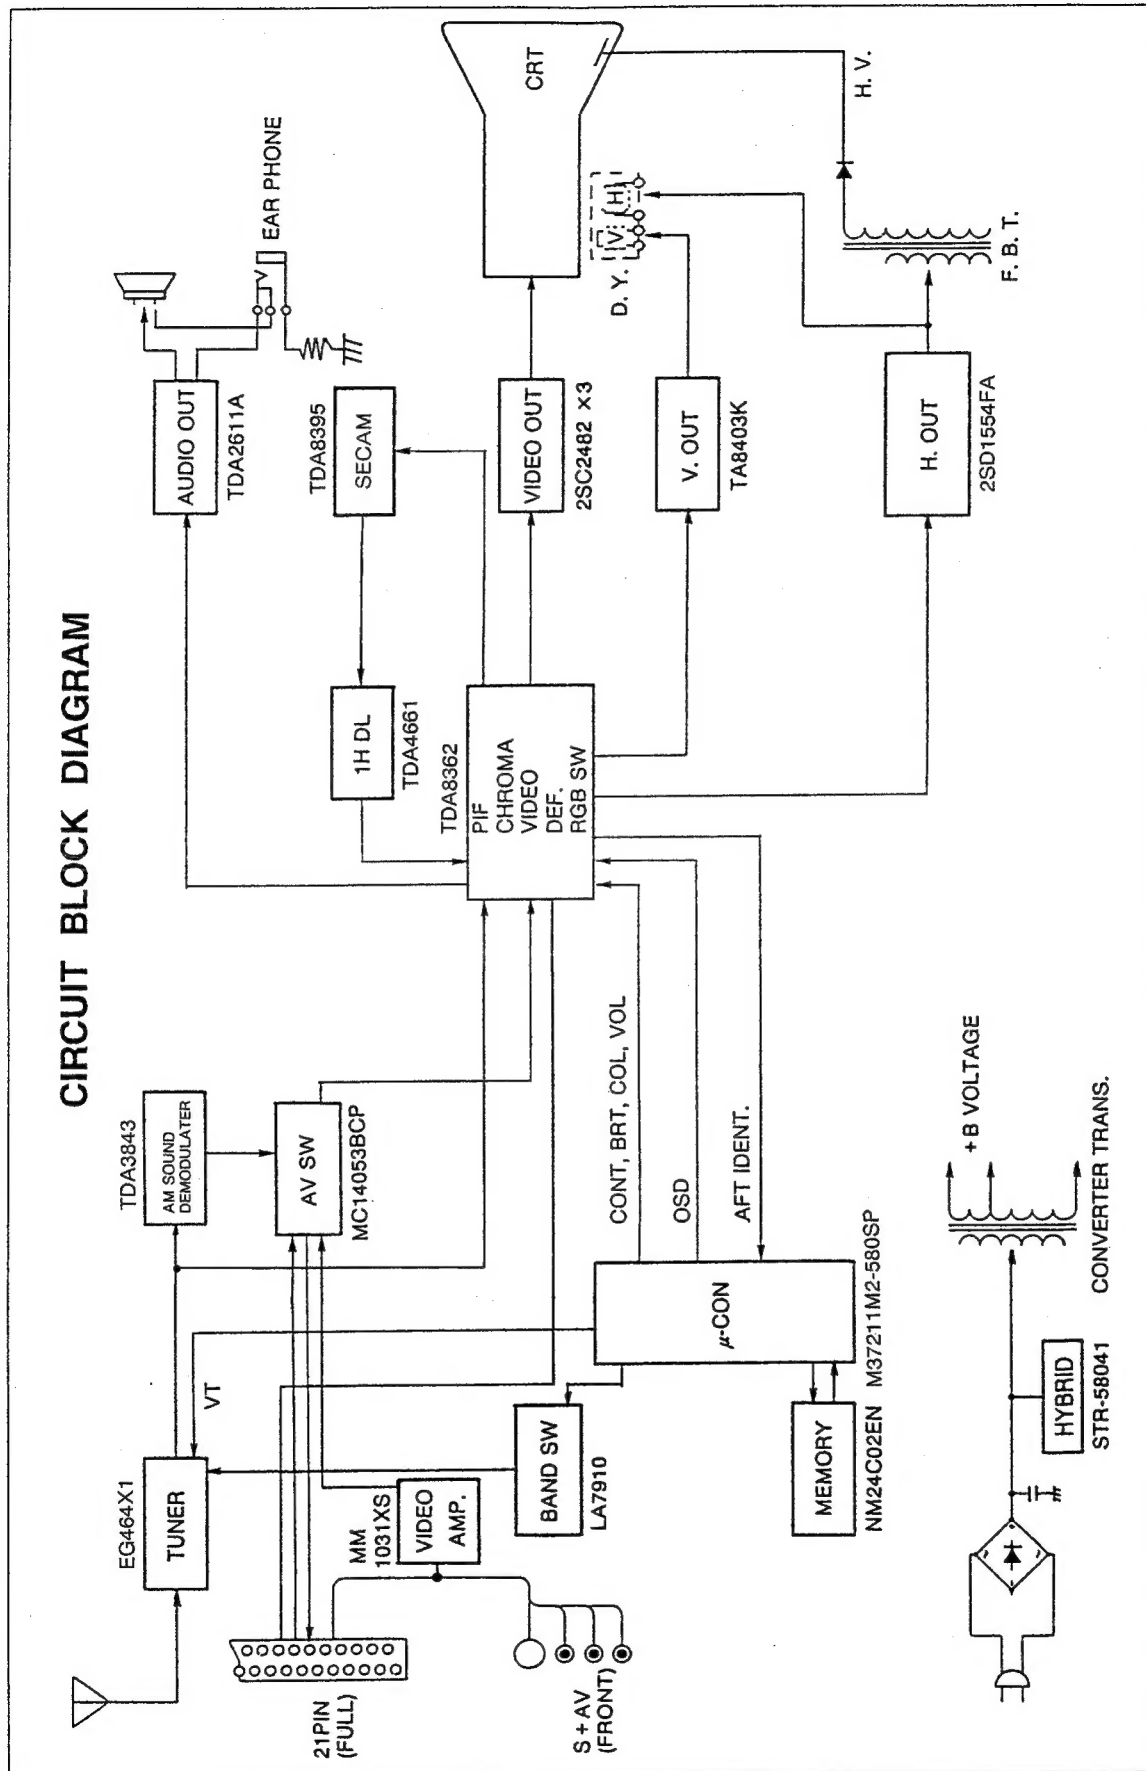 CIRCUIT BLOCK DIAGRAM
EG464X1
TUNER
VT
TDA3843
AM SOUND
DEMODULATER
AV SW
MC14053BCP
21PIN
(FULL)
S + AV
(FRONT)
MM
1031XS
VIDEO
AMP.
BAND SW
LA7910
MEMORY
NM24C02EN
μ-CON
M37211M2-580SP
CONT, BRT, COL, VOL
OSD
AFT IDENT.
TDA8362
PIF
CHROMA
VIDEO
DEF.
RGB SW
1H DL
TDA4661
TDA8395
SECAM
AUDIO OUT
TDA2611A
EAR PHONE
VIDEO OUT
2SC2482 ×3
V. OUT
TA8403K
H. OUT
2SD1554FA
D. Y.
V
H
CRT
H. V.
F. B. T.
HYBRID
STR-58041
+B VOLTAGE
CONVERTER TRANS.